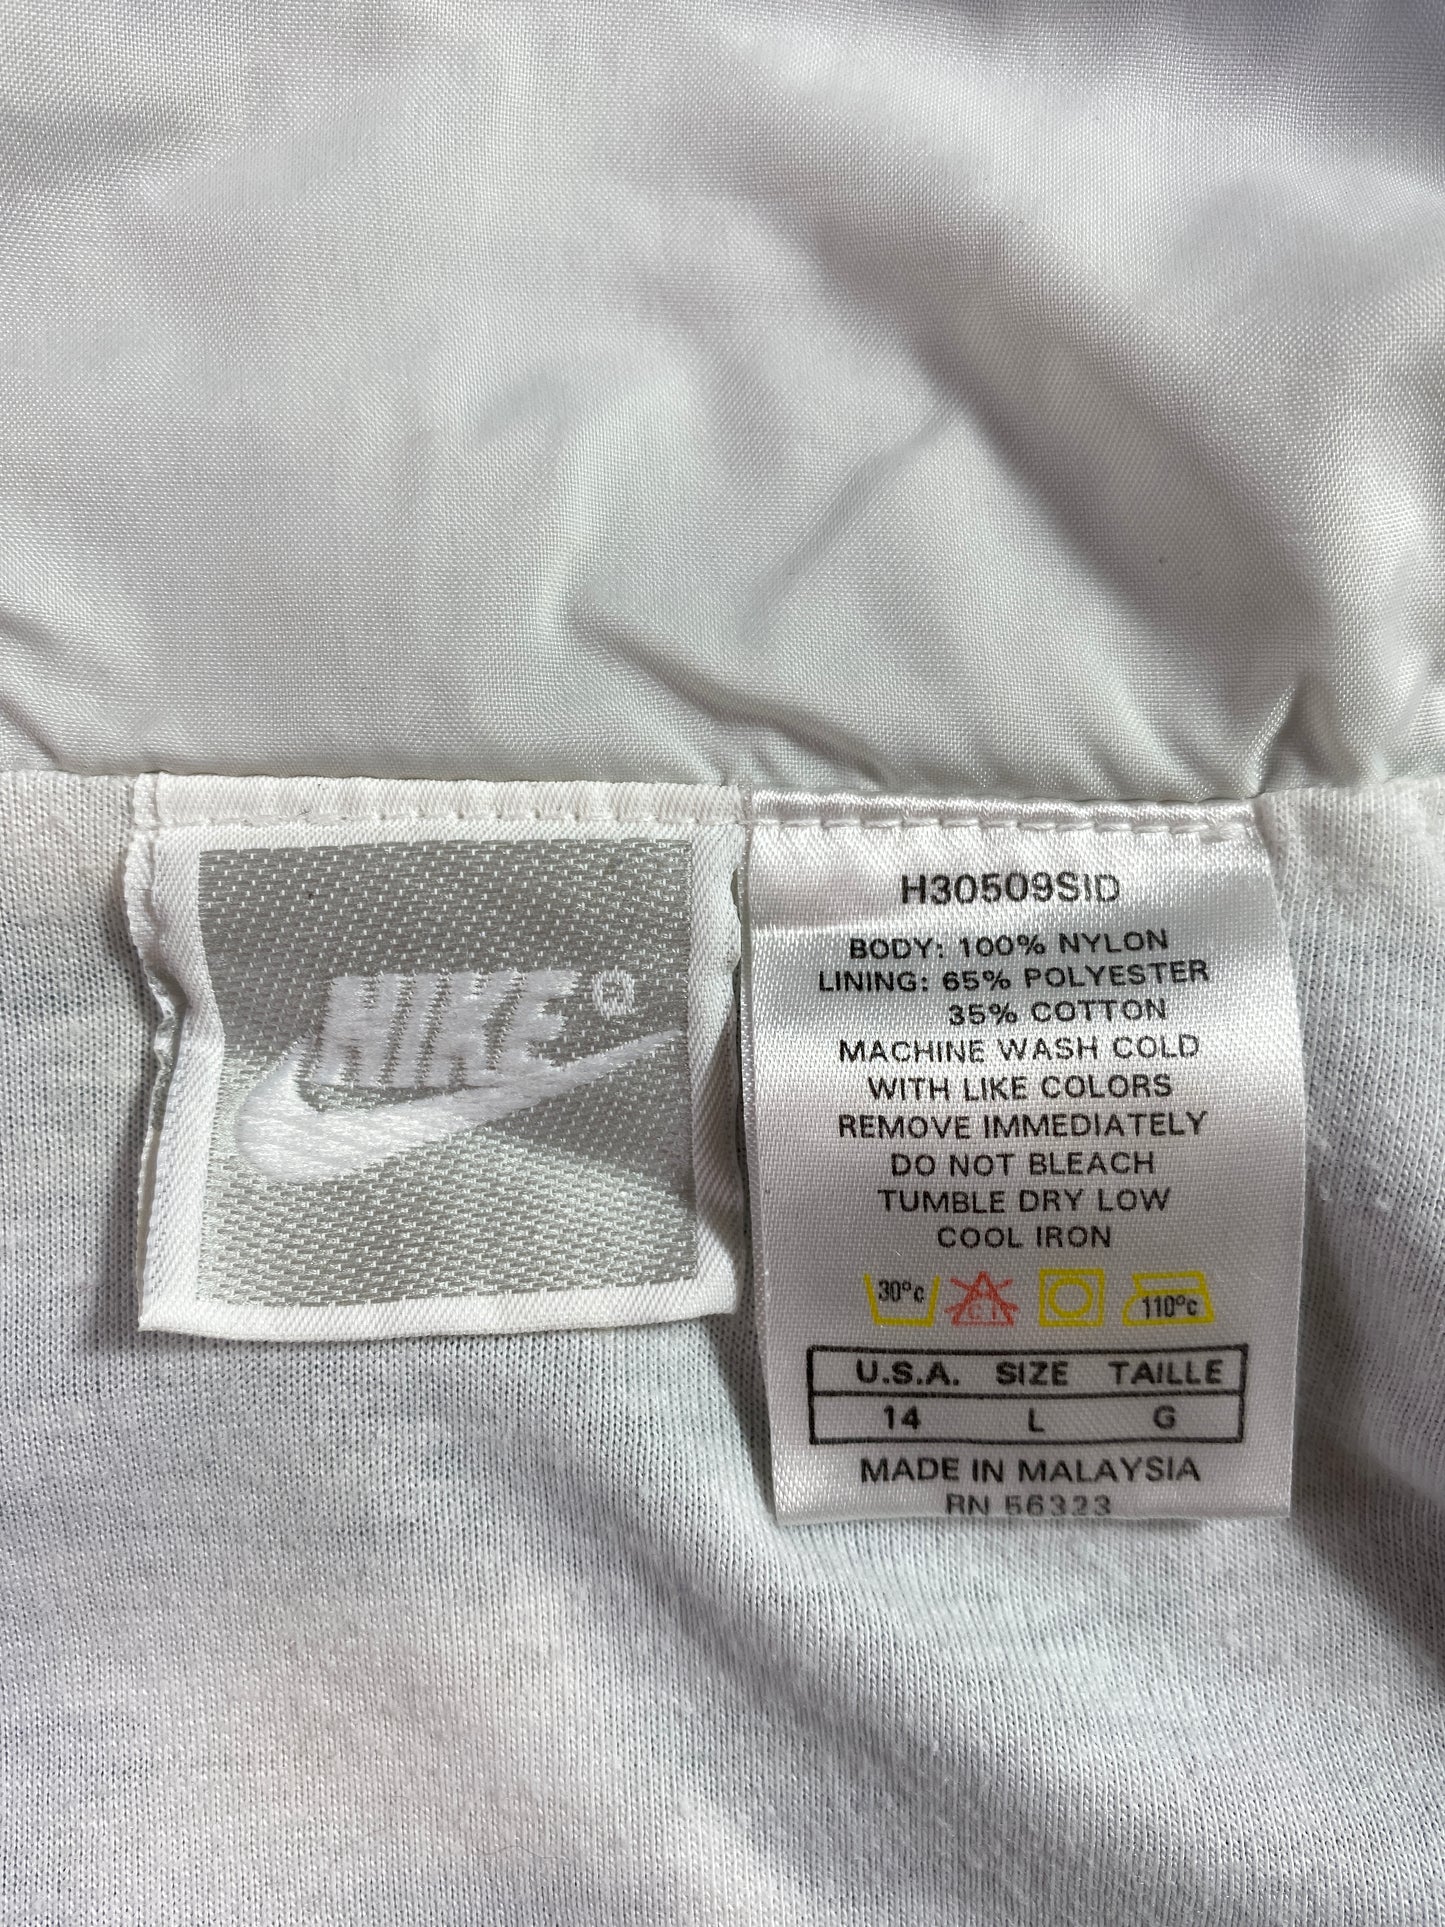 NIKE ®
H30509SID
BODY: 100% NYLON
LINING: 65% POLYESTER
35% COTTON
MACHINE WASH COLD
WITH LIKE COLORS
REMOVE IMMEDIATELY
DO NOT BLEACH
TUMBLE DRY LOW
COOL IRON
30°c Cl 110°c
U.S.A. SIZE TAILLE
14 L G
MADE IN MALAYSIA
RN 56323